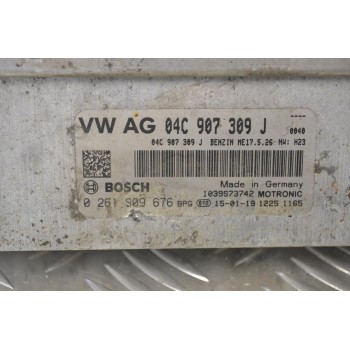 VW AG 04C 907 309 J
----
0040
04C 907 309 J BENZIN ME17.5.26 HW: H23
BOSCH
Made in Germany
1039S73742 MOTRONIC
0 261 S09 676 BPG 15-01-19 1225 1165